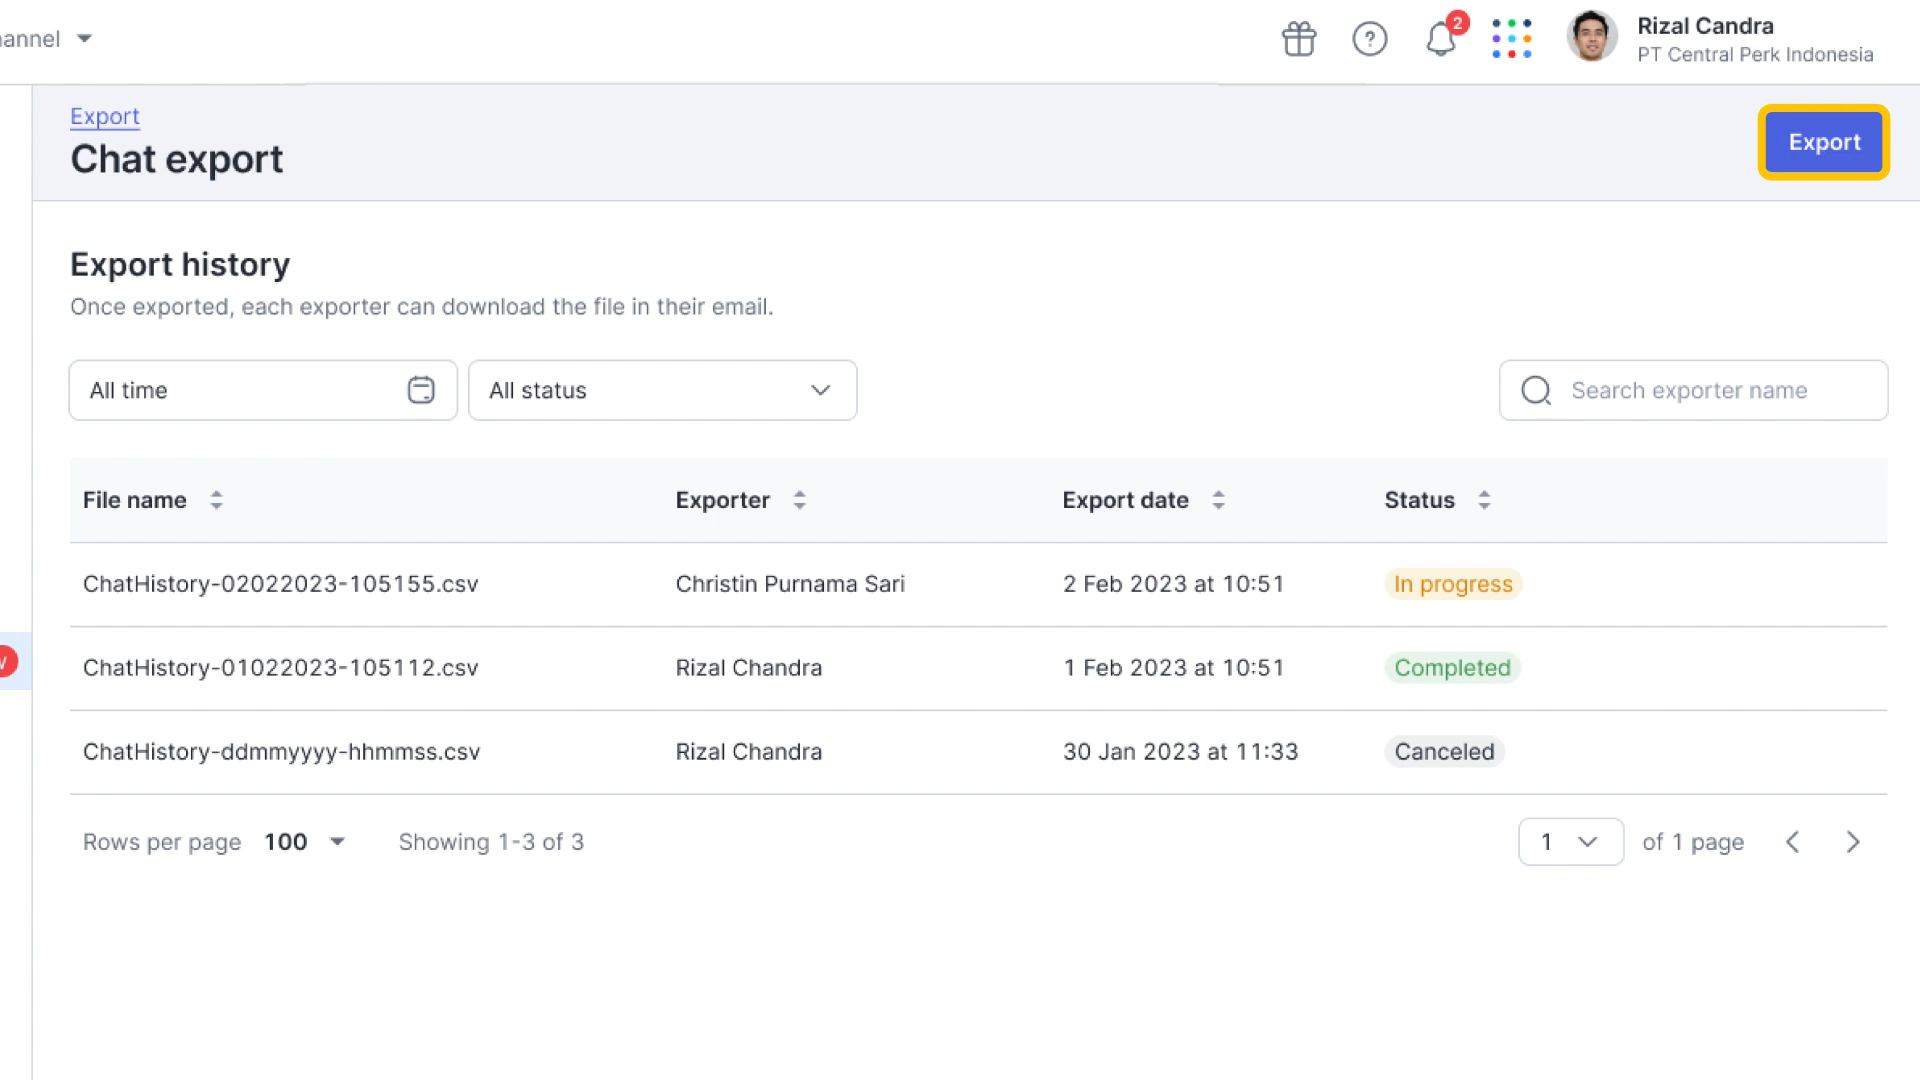 2
Rizal Candra
PT Central Perk Indonesia
Export
Chat export
Export
Export history
Once exported, each exporter can download the file in their email.
All time
All status
Search exporter name
File name
Exporter
Export date
Status
ChatHistory-02022023-105155.csv
Christin Purnama Sari
2 Feb 2023 at 10:51
In progress
ChatHistory-01022023-105112.csv
Rizal Chandra
1 Feb 2023 at 10:51
Completed
ChatHistory-ddmmyyyy-hhmmss.csv
Rizal Chandra
30 Jan 2023 at 11:33
Canceled
Rows per page 100
Showing 1-3 of 3
1 of 1 page